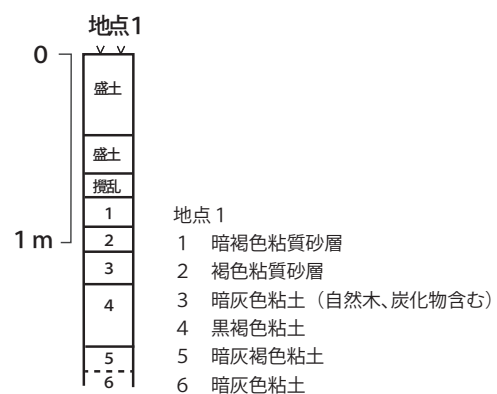 地点1
0
盛土
盛土
攪乱
1
1 m
2
3
4
5
6
地点1
1 暗褐色粘質砂層
2 褐色粘質砂層
3 暗灰色粘土（自然木、炭化物含む）
4 黒褐色粘土
5 暗灰褐色粘土
6 暗灰色粘土